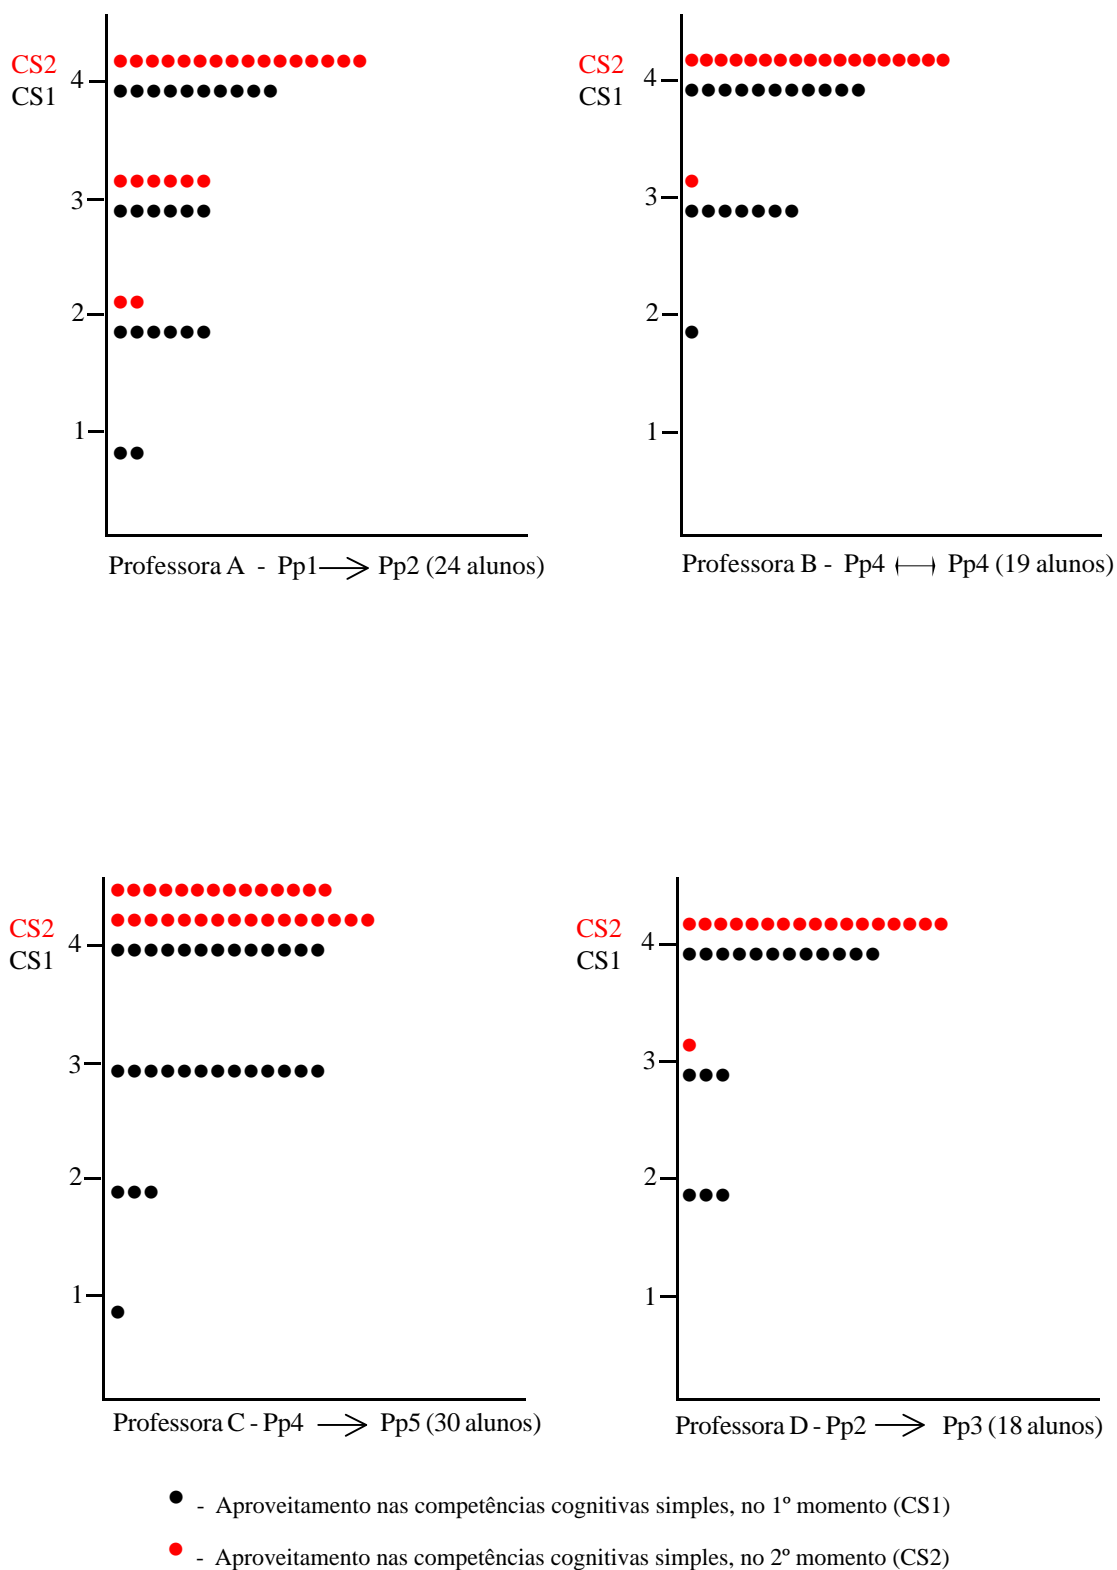 CS2
CS1
4
3
2
1
Professora A - Pp1 → Pp2 (24 alunos)
CS2
CS1
4
3
2
1
Professora B - Pp4 ↔ Pp4 (19 alunos)
CS2
CS1
4
3
2
1
Professora C - Pp4 → Pp5 (30 alunos)
CS2
CS1
4
3
2
1
Professora D - Pp2 → Pp3 (18 alunos)
- Aproveitamento nas competências cognitivas simples, no 1º momento (CS1)
- Aproveitamento nas competências cognitivas simples, no 2º momento (CS2)